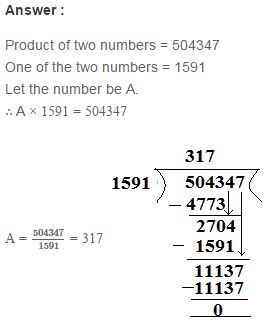 Answer :
Product of two numbers = 504347
One of the two numbers = 1591
Let the number be A.
∴ A × 1591 = 504347
317
1591 ) 504347 (
− 4773
2704
− 1591
11137
−11137
0
A = 504347/1591 = 317